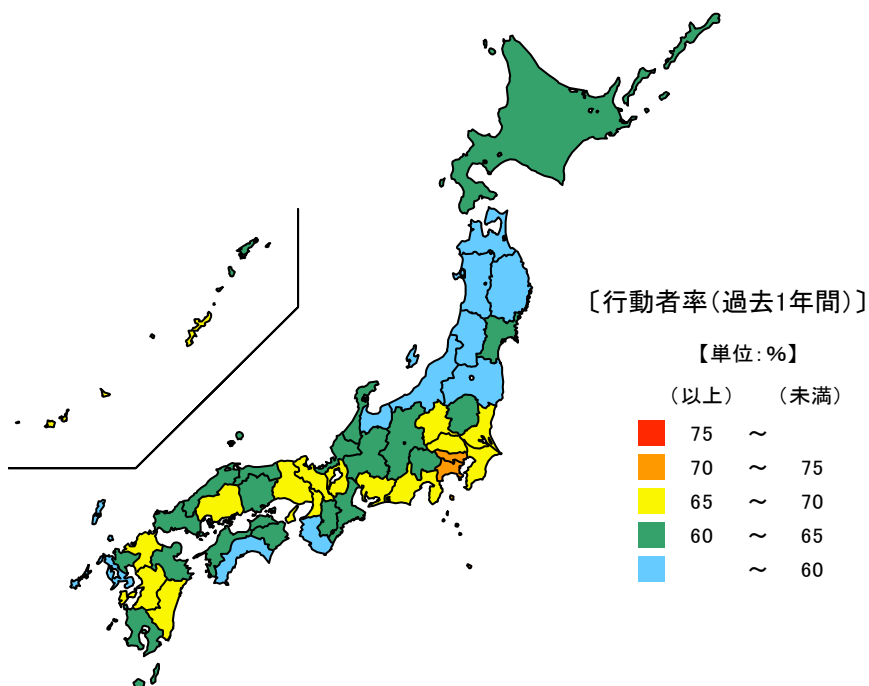 〔行動者率(過去1年間)〕
【単位:%】
(以上) (未満)
75 ~
70 ~ 75
65 ~ 70
60 ~ 65
~ 60